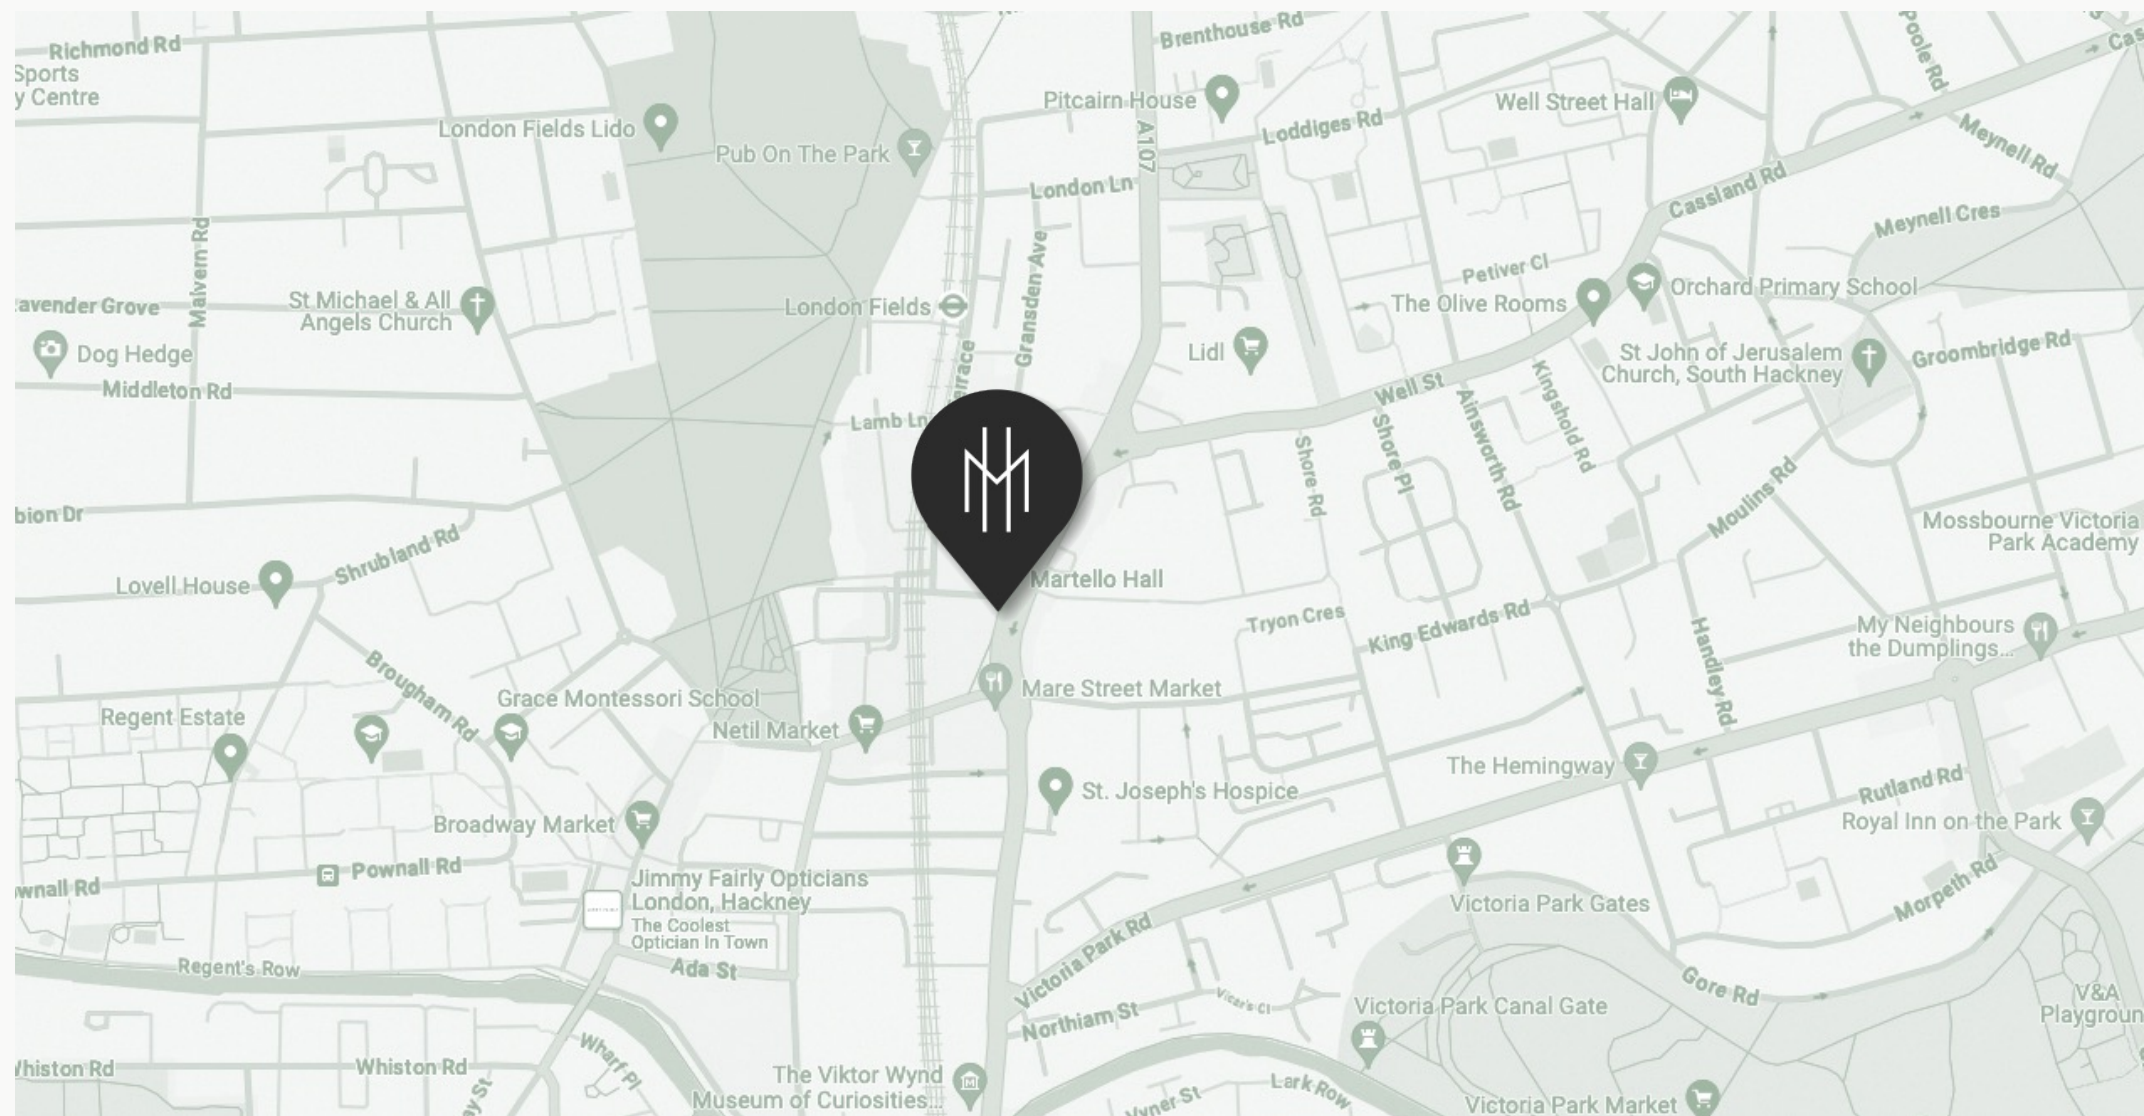 Richmond Rd
Sports
y Centre
Brenthouse Rd
Poole Rd
Pitcairn House
Well Street Hall
London Fields Lido
Pub On The Park
A107
Loddiges Rd
Meynell Rd
London Ln
Cassland Rd
Meynell Cres
Malvern Rd
Gransden Ave
Petiver Cl
Orchard Primary School
avender Grove
St Michael & All
Angels Church
London Fields
The Olive Rooms
Dog Hedge
Lidl
St John of Jerusalem
Church, South Hackney
Groombridge Rd
Middleton Rd
errace
Well St
Kingshold Rd
Lamb Ln
Ainsworth Rd
Shore Pl
Shore Rd
Moulins Rd
bion Dr
Mossbourne Victoria
Park Academy
Shrubland Rd
Lovell House
Martello Hall
Tryon Cres
King Edwards Rd
My Neighbours
the Dumplings...
Handley Rd
Brougham Rd
Grace Montessori School
Mare Street Market
Regent Estate
Netil Market
The Hemingway
St. Joseph's Hospice
Rutland Rd
Broadway Market
Royal Inn on the Park
Pownall Rd
wnall Rd
Jimmy Fairly Opticians
London, Hackney
The Coolest
Optician In Town
Morpeth Rd
Victoria Park Gates
Victoria Park Rd
Regent's Row
Ada St
Gore Rd
Vicar's Cl
Victoria Park Canal Gate
V&A
Playgroun
Northiam St
Wharf Pl
Whiston Rd
Whiston Rd
The Viktor Wynd
Museum of Curiosities...
Lark Row
ay St
Vyner St
Victoria Park Market